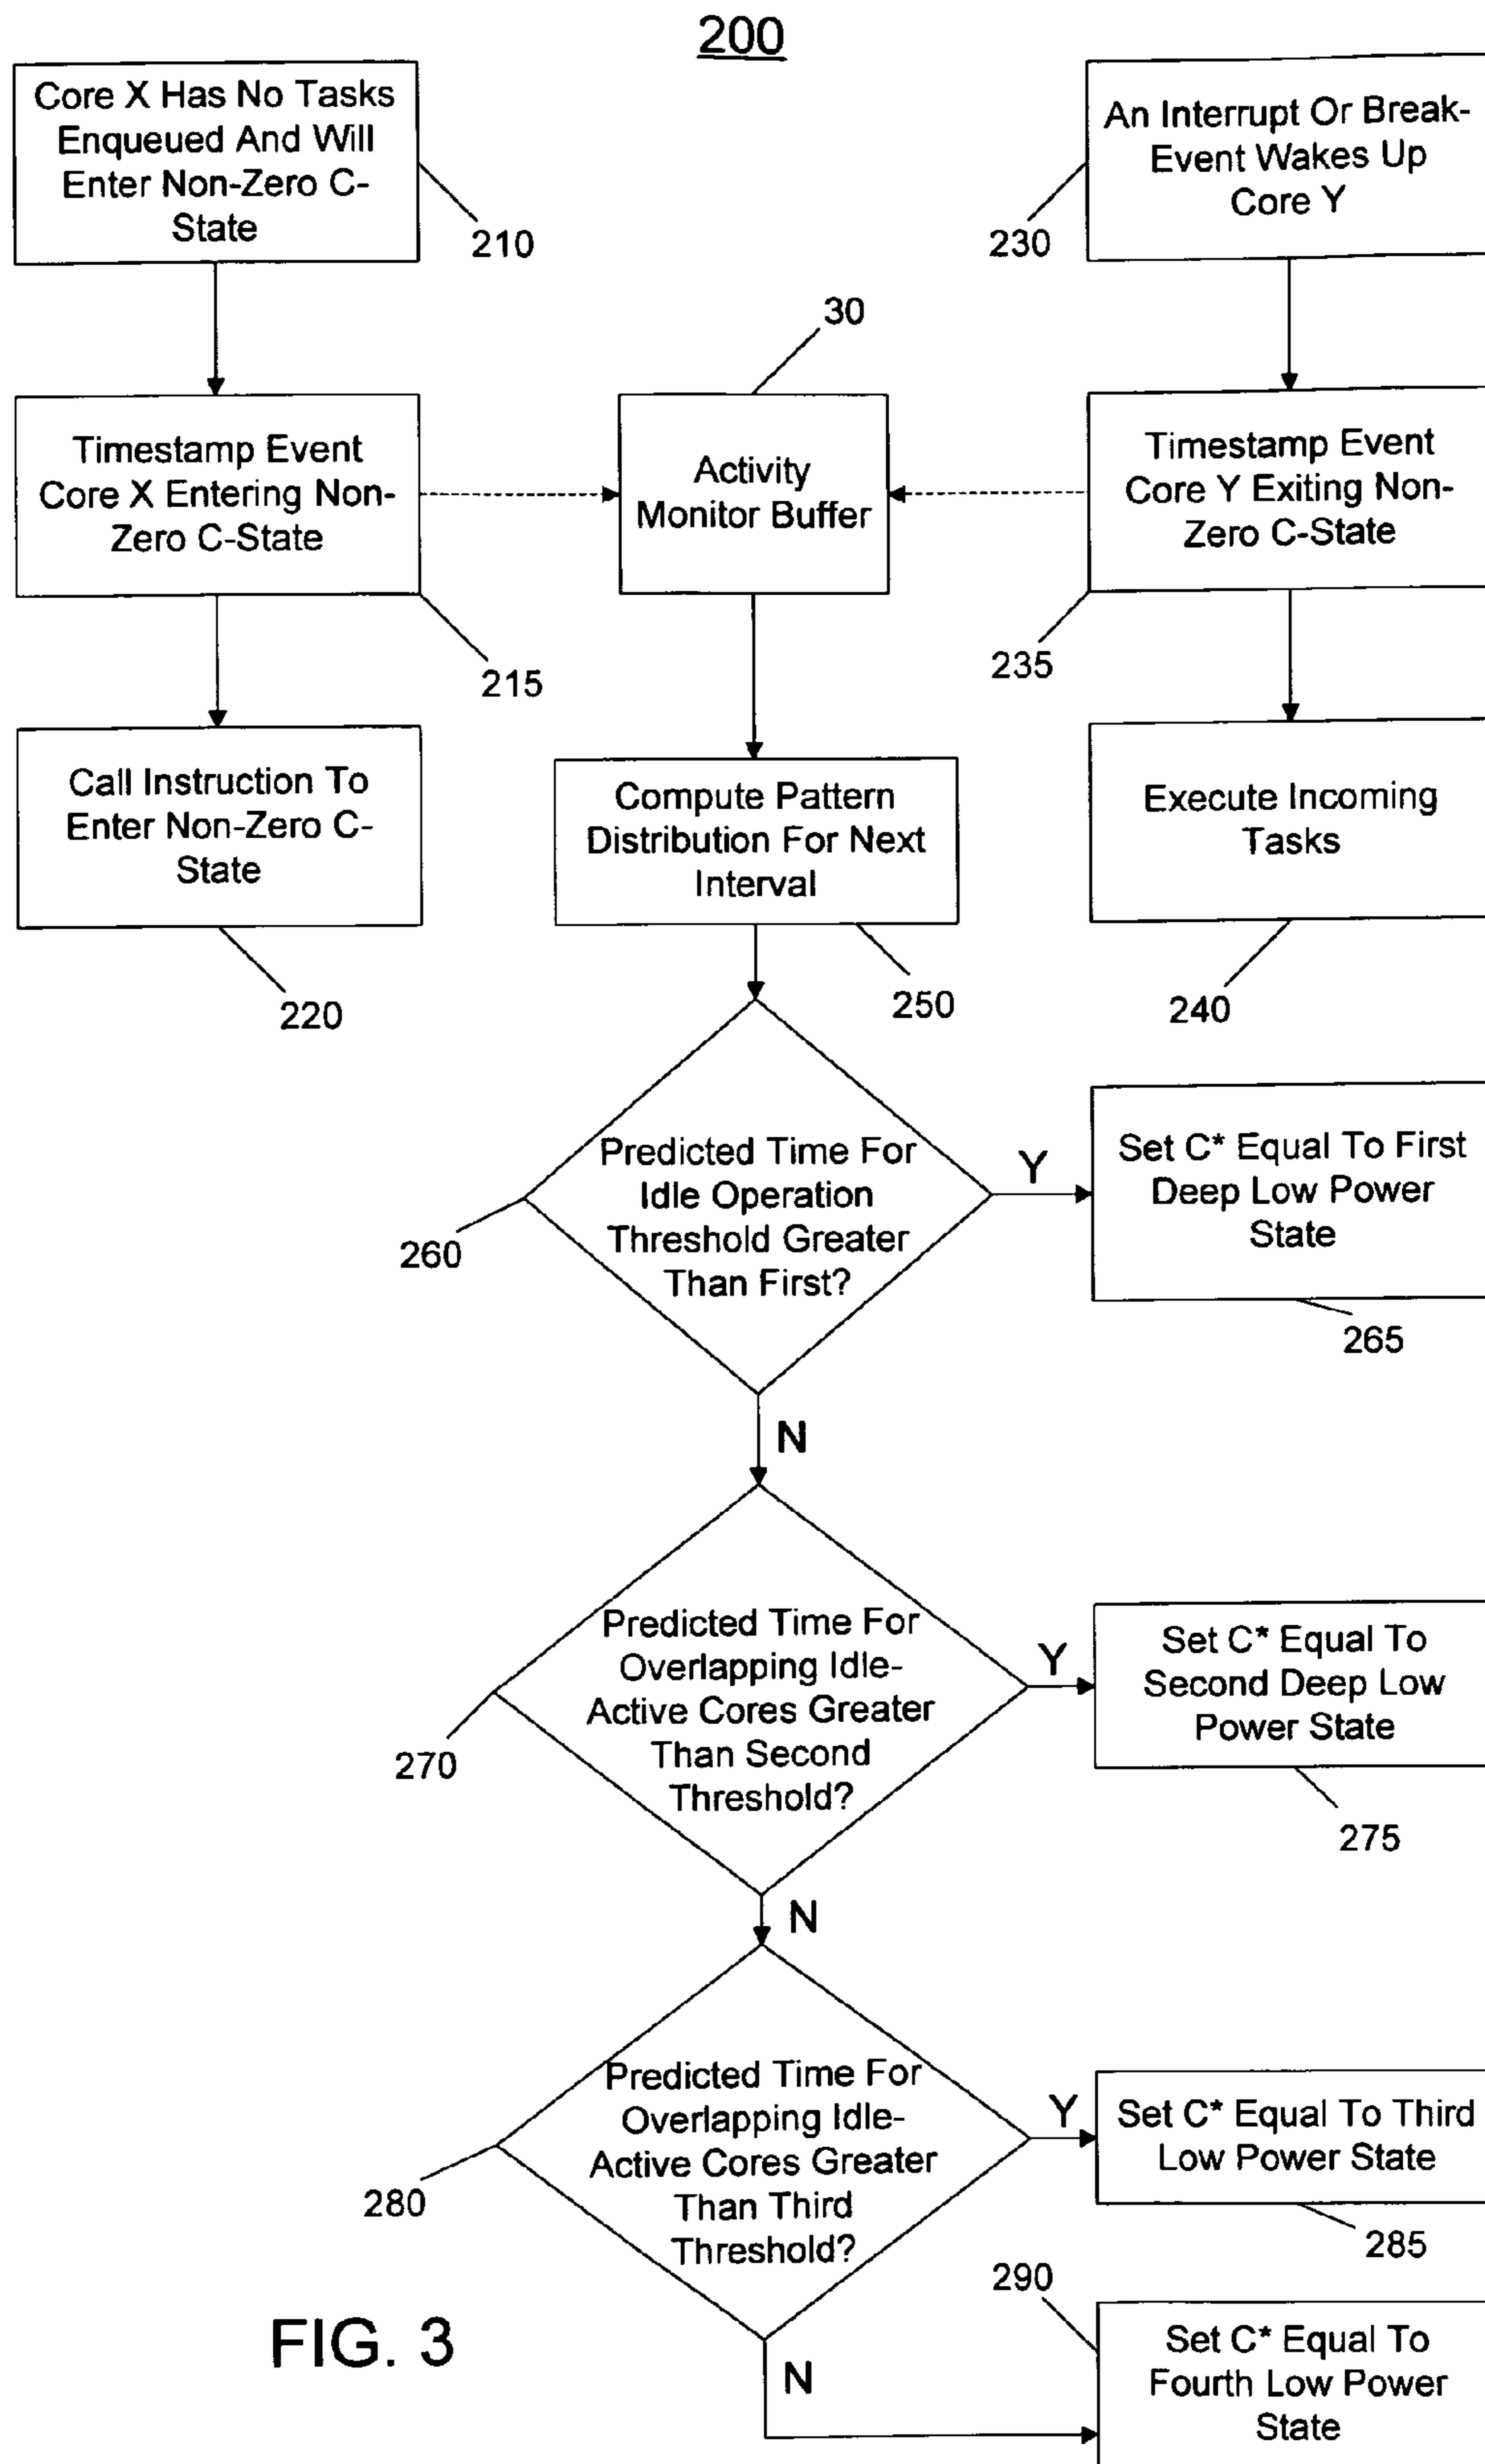 200
Core X Has No Tasks
Enqueued And Will
Enter Non-Zero C-
State
210
An Interrupt Or Break-
Event Wakes Up
Core Y
230
30
Timestamp Event
Core X Entering Non-
Zero C-State
215
Activity
Monitor Buffer
Timestamp Event
Core Y Exiting Non-
Zero C-State
235
Call Instruction To
Enter Non-Zero C-
State
220
Compute Pattern
Distribution For Next
Interval
250
Execute Incoming
Tasks
240
Predicted Time For
Idle Operation
Threshold Greater
Than First?
260
Y
Set C* Equal To First
Deep Low Power
State
265
N
Predicted Time For
Overlapping Idle-
Active Cores Greater
Than Second
Threshold?
270
Y
Set C* Equal To
Second Deep Low
Power State
275
N
Predicted Time For
Overlapping Idle-
Active Cores Greater
Than Third
Threshold?
280
Y
Set C* Equal To Third
Low Power State
285
290
N
Set C* Equal To
Fourth Low Power
State
FIG. 3